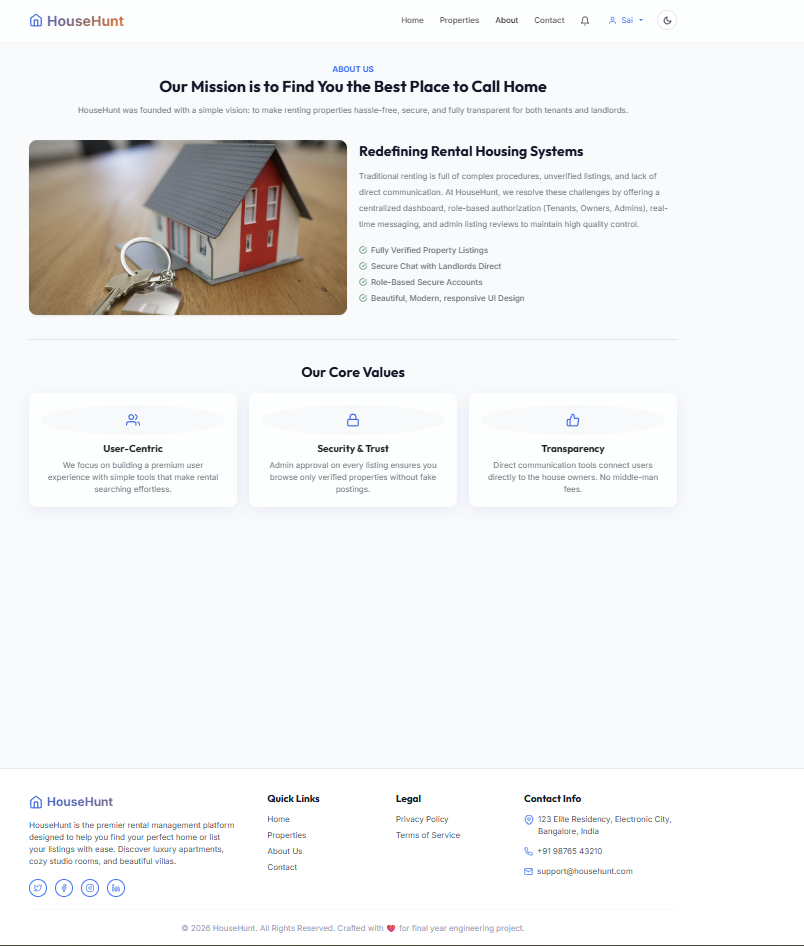 HouseHunt
Home Properties About Contact Sai
ABOUT US
Our Mission is to Find You the Best Place to Call Home
HouseHunt was founded with a simple vision: to make renting properties hassle-free, secure, and fully transparent for both tenants and landlords.
Redefining Rental Housing Systems
Traditional renting is full of complex procedures, unverified listings, and lack of
direct communication. At HouseHunt, we resolve these challenges by offering a
centralized dashboard, role-based authorization (Tenants, Owners, Admins), real-
time messaging, and admin listing reviews to maintain high quality control.
Fully Verified Property Listings
Secure Chat with Landlords Direct
Role-Based Secure Accounts
Beautiful, Modern, responsive UI Design
Our Core Values
User-Centric
We focus on building a premium user
experience with simple tools that make rental
searching effortless.
Security & Trust
Admin approval on every listing ensures you
browse only verified properties without fake
postings.
Transparency
Direct communication tools connect users
directly to the house owners. No middle-man
fees.
HouseHunt
HouseHunt is the premier rental management platform
designed to help you find your perfect home or list
your listings with ease. Discover luxury apartments,
cozy studio rooms, and beautiful villas.
Quick Links
Home
Properties
About Us
Contact
Legal
Privacy Policy
Terms of Service
Contact Info
123 Elite Residency, Electronic City,
Bangalore, India
+91 98765 43210
support@househunt.com
© 2026 HouseHunt. All Rights Reserved. Crafted with ❤️ for final year engineering project.